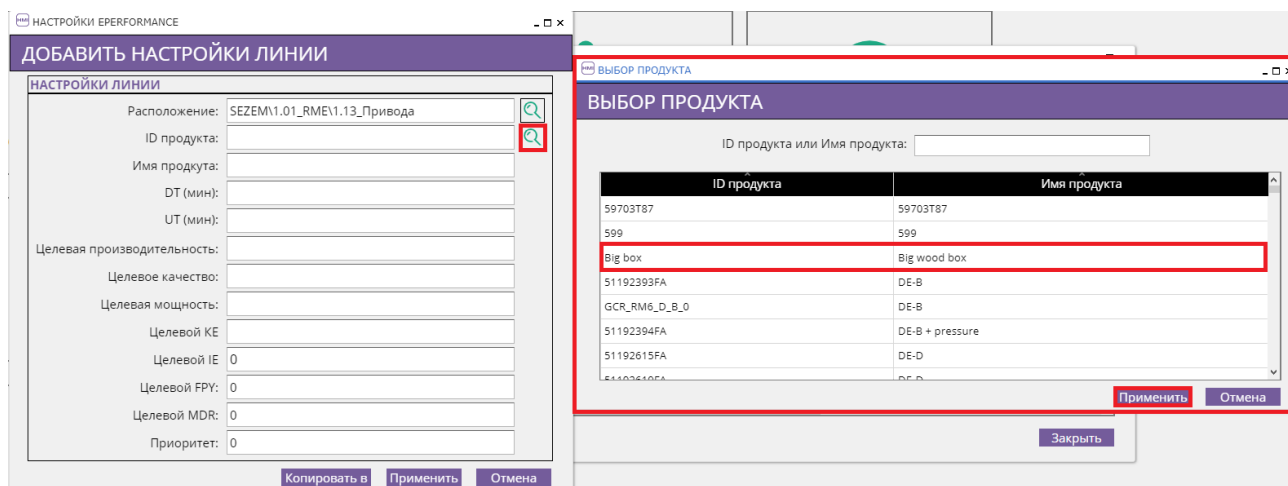 НАСТРОЙКИ EPERFORMANCE
ДОБАВИТЬ НАСТРОЙКИ ЛИНИИ
НАСТРОЙКИ ЛИНИИ
Расположение: SEZEM\1.01_RME\1.13_Привода
ID продукта:
Имя продкута:
DT (мин):
UT (мин):
Целевая производительность:
Целевое качество:
Целевая мощность:
Целевой KE
Целевой IE 0
Целевой FPY: 0
Целевой MDR: 0
Приоритет: 0
Копировать в Применить Отмена
ВЫБОР ПРОДУКТА
ВЫБОР ПРОДУКТА
ID продукта или Имя продукта:
ID продукта Имя продукта
59703T87 59703T87
599 599
Big box Big wood box
51192393FA DE-B
GCR_RM6_D_B_0 DE-B
51192394FA DE-B + pressure
51192615FA DE-D
Применить Отмена
Закрыть